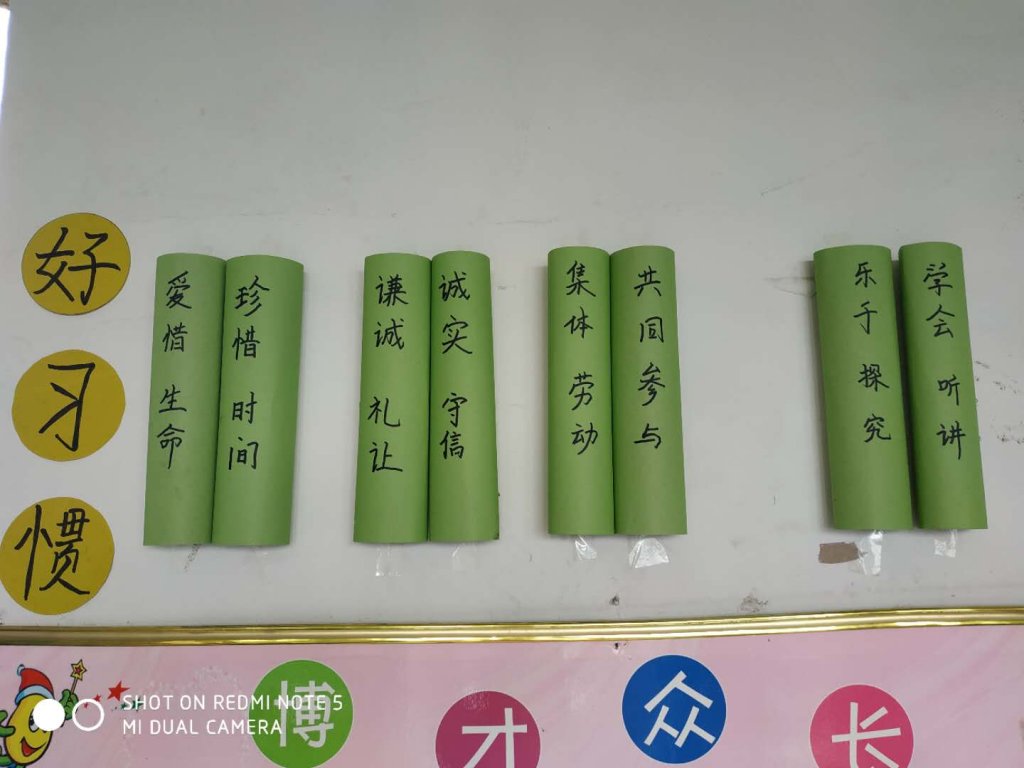 好习惯
爱惜生命
珍惜时间
谦诚礼让
诚实守信
集体劳动
共同参与
乐于探究
学会听讲
博才众长
SHOT ON REDMI NOTE 5
MI DUAL CAMERA